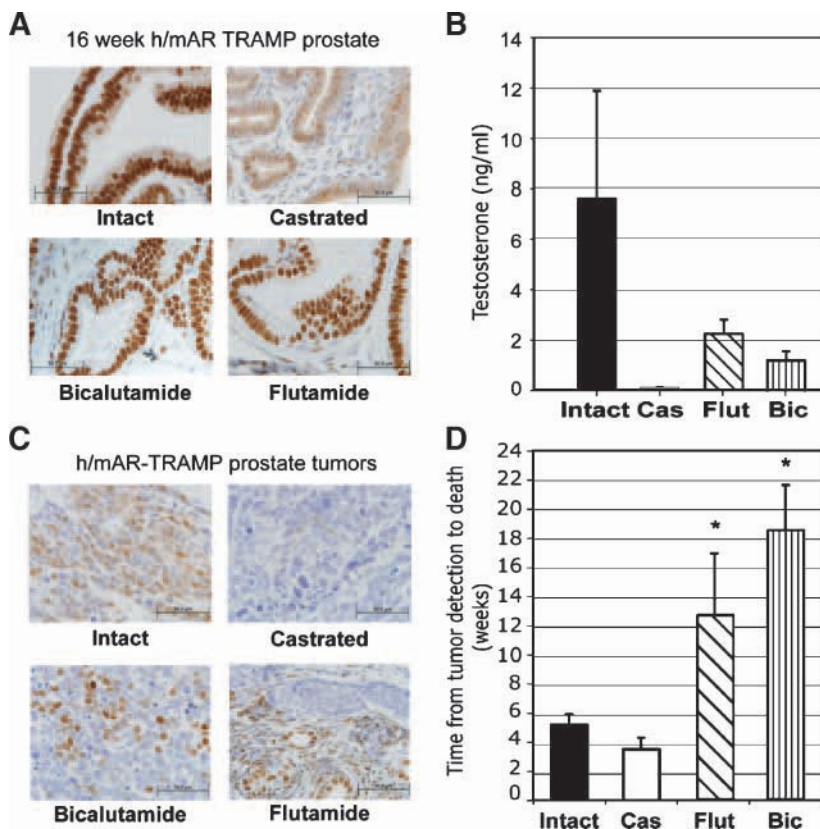 A
16 week h/mAR TRAMP prostate
Intact
Castrated
Bicalutamide
Flutamide
B
Testosterone (ng/ml)
14
12
10
8
6
4
2
0
Intact Cas Flut Bic
C
h/mAR-TRAMP prostate tumors
Intact
Castrated
Bicalutamide
Flutamide
D
Time from tumor detection to death
(weeks)
24
22
20
18
16
14
12
10
8
6
4
2
0
*
*
Intact Cas Flut Bic